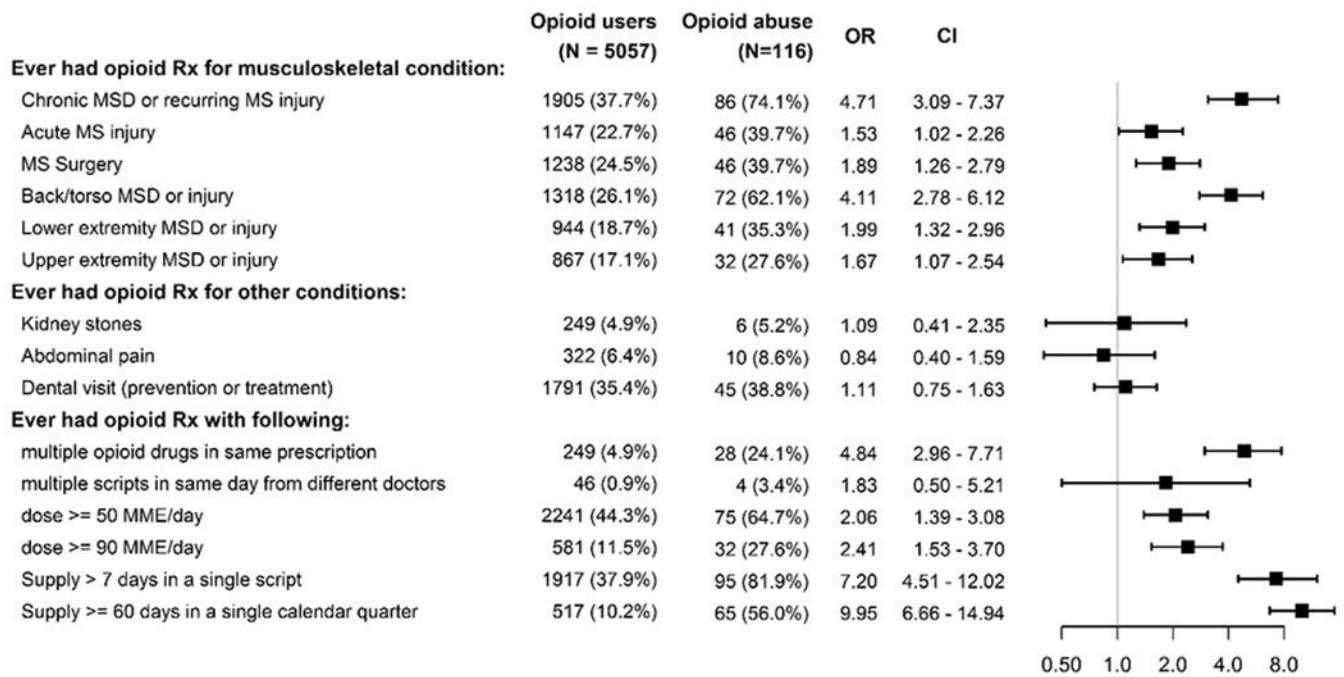 Opioid users Opioid abuse OR CI
(N = 5057) (N=116)
Ever had opioid Rx for musculoskeletal condition:
Chronic MSD or recurring MS injury 1905 (37.7%) 86 (74.1%) 4.71 3.09 - 7.37
Acute MS injury 1147 (22.7%) 46 (39.7%) 1.53 1.02 - 2.26
MS Surgery 1238 (24.5%) 46 (39.7%) 1.89 1.26 - 2.79
Back/torso MSD or injury 1318 (26.1%) 72 (62.1%) 4.11 2.78 - 6.12
Lower extremity MSD or injury 944 (18.7%) 41 (35.3%) 1.99 1.32 - 2.96
Upper extremity MSD or injury 867 (17.1%) 32 (27.6%) 1.67 1.07 - 2.54
Ever had opioid Rx for other conditions:
Kidney stones 249 (4.9%) 6 (5.2%) 1.09 0.41 - 2.35
Abdominal pain 322 (6.4%) 10 (8.6%) 0.84 0.40 - 1.59
Dental visit (prevention or treatment) 1791 (35.4%) 45 (38.8%) 1.11 0.75 - 1.63
Ever had opioid Rx with following:
multiple opioid drugs in same prescription 249 (4.9%) 28 (24.1%) 4.84 2.96 - 7.71
multiple scripts in same day from different doctors 46 (0.9%) 4 (3.4%) 1.83 0.50 - 5.21
dose >= 50 MME/day 2241 (44.3%) 75 (64.7%) 2.06 1.39 - 3.08
dose >= 90 MME/day 581 (11.5%) 32 (27.6%) 2.41 1.53 - 3.70
Supply > 7 days in a single script 1917 (37.9%) 95 (81.9%) 7.20 4.51 - 12.02
Supply >= 60 days in a single calendar quarter 517 (10.2%) 65 (56.0%) 9.95 6.66 - 14.94
0.50 1.0 2.0 4.0 8.0